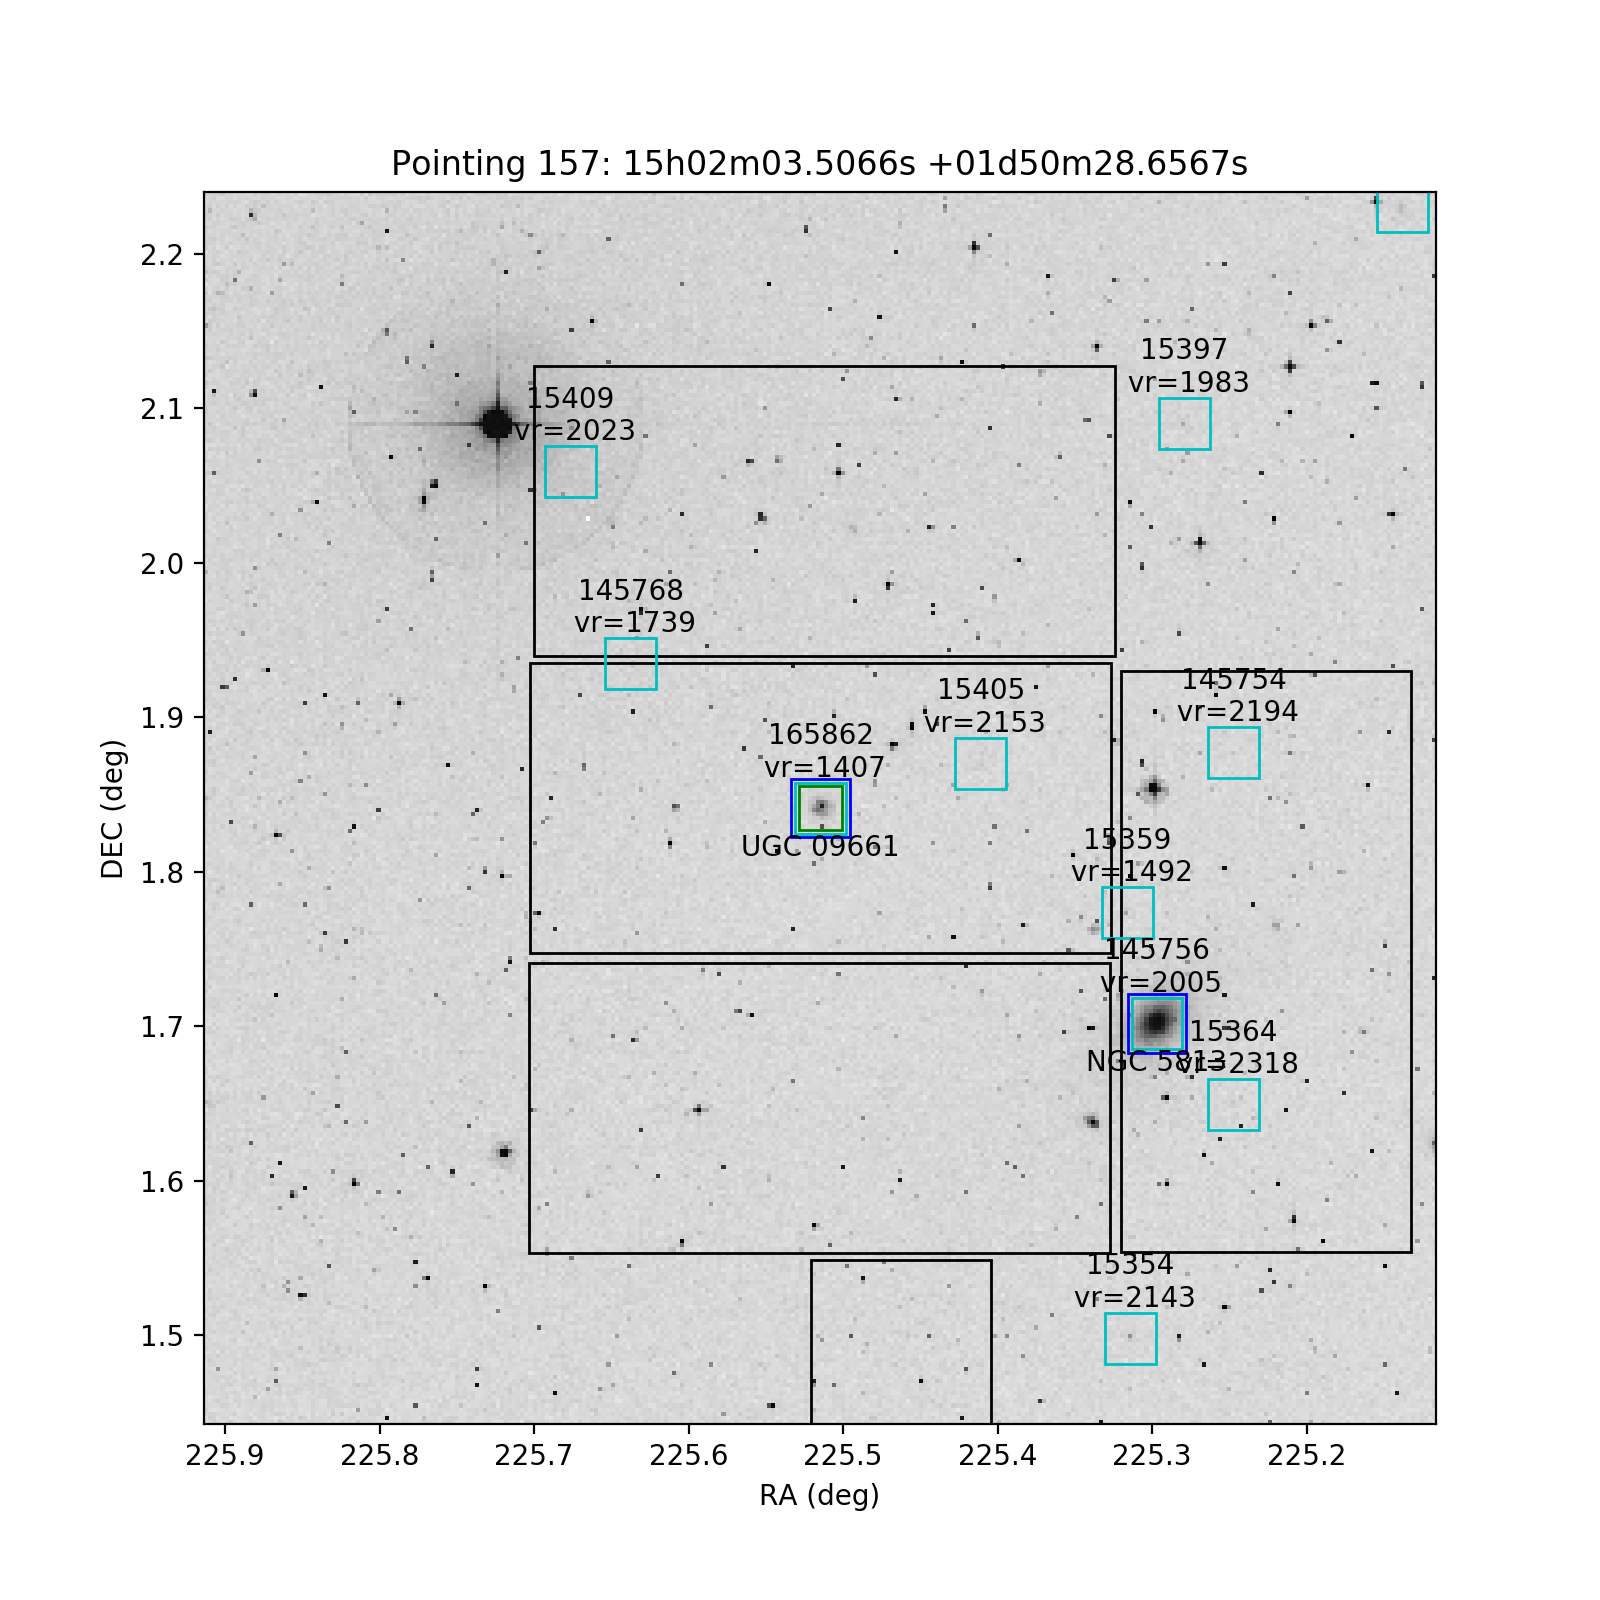 Pointing 157: 15h02m03.5066s +01d50m28.6567s
15397
vr=1983
15409
vr=2023
145768
vr=1739
145754
vr=2194
15405
vr=2153
165862
vr=1407
UGC 09661
15359
vr=1492
145756
vr=2005
NGC 5813
15364
vr=2318
15354
vr=2143
2.2
2.1
2.0
1.9
1.8
1.7
1.6
1.5
DEC (deg)
225.9 225.8 225.7 225.6 225.5 225.4 225.3 225.2
RA (deg)